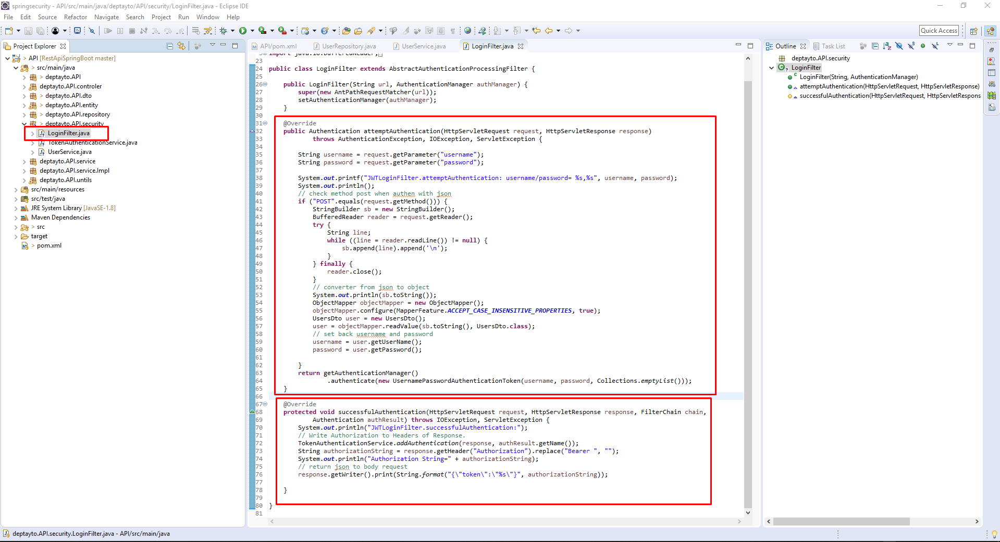 springsecurity - API/src/main/java/deptayto/API/security/LoginFilter.java - Eclipse IDE
File Edit Source Refactor Navigate Search Project Run Window Help
Quick Access
Project Explorer
> API [RestApiSpringBoot master]
> src/main/java
> deptayto.API
deptayto.API.controler
> deptayto.API.dto
> deptayto.API.entity
> deptayto.API.repository
> deptayto.API.security
LoginFilter.java
TokenAuthenticationService.java
UserService.java
deptayto.API.service
deptayto.API.service.Impl
deptayto.API.untils
src/main/resources
src/test/java
JRE System Library [JavaSE-1.8]
Maven Dependencies
> src
target
> pom.xml
API/pom.xml UserRepository.java UserService.java LoginFilter.java
import java.io.BufferedReader;
23
24 public class LoginFilter extends AbstractAuthenticationProcessingFilter {
25
26 public LoginFilter(String url, AuthenticationManager authManager) {
27 super(new AntPathRequestMatcher(url));
28 setAuthenticationManager(authManager);
29 }
30
31 @Override
32 public Authentication attemptAuthentication(HttpServletRequest request, HttpServletResponse response)
33 throws AuthenticationException, IOException, ServletException {
34
35 String username = request.getParameter("username");
36 String password = request.getParameter("password");
37
38 System.out.printf("JWTLoginFilter.attemptAuthentication: username/password= %s,%s", username, password);
39 System.out.println();
40 // check method post when authen with json
41 if ("POST".equals(request.getMethod())) {
42 StringBuilder sb = new StringBuilder();
43 BufferedReader reader = request.getReader();
44 try {
45 String line;
46 while ((line = reader.readLine()) != null) {
47 sb.append(line).append('\n');
48 }
49 } finally {
50 reader.close();
51 }
52 // converter from json to object
53 System.out.println(sb.toString());
54 ObjectMapper objectMapper = new ObjectMapper();
55 objectMapper.configure(MapperFeature.ACCEPT_CASE_INSENSITIVE_PROPERTIES, true);
56 UsersDto user = new UsersDto();
57 user = objectMapper.readValue(sb.toString(), UsersDto.class);
58 // set back username and password
59 username = user.getUserName();
60 password = user.getPassword();
61
62 }
63 return getAuthenticationManager()
64 .authenticate(new UsernamePasswordAuthenticationToken(username, password, Collections.emptyList()));
65 }
66
67 @Override
68 protected void successfulAuthentication(HttpServletRequest request, HttpServletResponse response, FilterChain chain,
69 Authentication authResult) throws IOException, ServletException {
70 System.out.println("JWTLoginFilter.successfulAuthentication:");
71 // Write Authorization to Headers of Response.
72 TokenAuthenticationService.addAuthentication(response, authResult.getName());
73 String authorizationString = response.getHeader("Authorization").replace("Bearer ", "");
74 System.out.println("Authorization String=" + authorizationString);
75 // return json to body request
76 response.getWriter().print(String.format("{\"token\":\"%s\"}", authorizationString));
77
78 }
79
80 }
81
Outline Task List
deptayto.API.security
LoginFilter
LoginFilter(String, AuthenticationManager)
attemptAuthentication(HttpServletRequest, HttpServletResponse)
successfulAuthentication(HttpServletRequest, HttpServletRespons
deptayto.API.security.LoginFilter.java - API/src/main/java